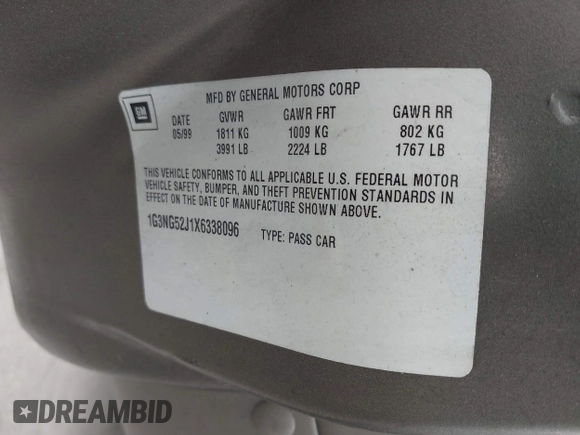 MFD BY GENERAL MOTORS CORP
GM
DATE GVWR GAWR FRT GAWR RR
05/99 1811 KG 1009 KG 802 KG
3991 LB 2224 LB 1767 LB
THIS VEHICLE CONFORMS TO ALL APPLICABLE U.S. FEDERAL MOTOR
VEHICLE SAFETY, BUMPER, AND THEFT PREVENTION STANDARDS IN
EFFECT ON THE DATE OF MANUFACTURE SHOWN ABOVE.
1G3NG52J1X6338096 TYPE: PASS CAR
DREAMBID